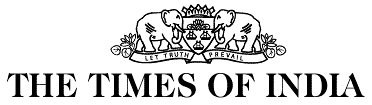 LET TRUTH PREVAIL
THE TIMES OF INDIA